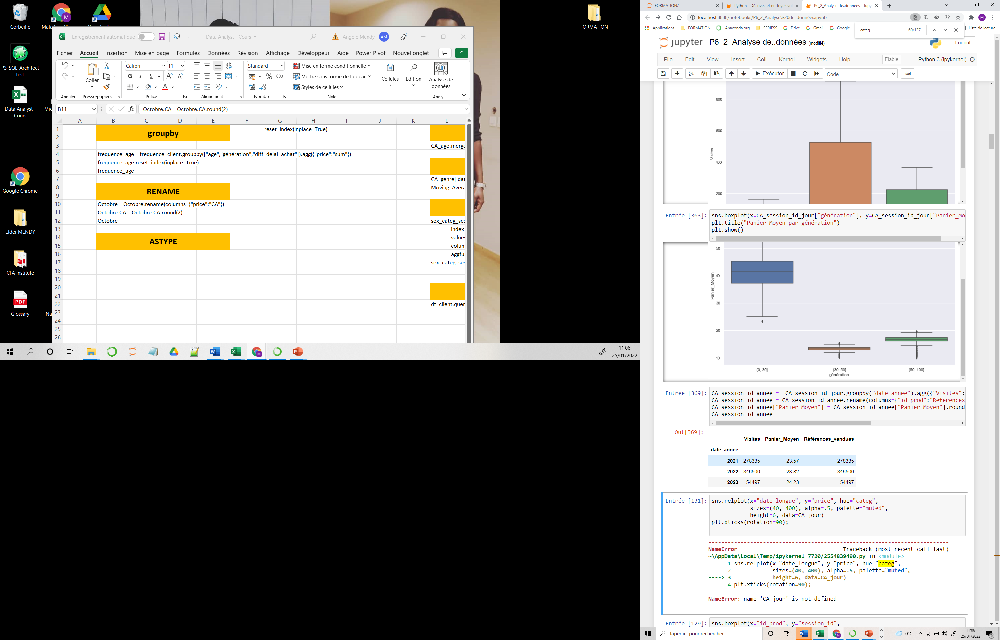 Corbeille
Google Drive
P3_SQL_Architect
test
Data Analyst -
Cours
Google Chrome
Elder MENDY
CFA Institute
Glossary
FORMATION
Enregistrement automatique
Data Analyst - Cours
Angele Mendy
AM
Fichier Accueil Insertion Mise en page Formules Données Révision Affichage Développeur Aide Power Pivot Nouvel onglet
Annuler
Coller
Presse-papiers
Calibri 11
G I S
Police
ab
Alignement
Standard
% 000
Nombre
Mise en forme conditionnelle
Mettre sous forme de tableau
Styles de cellules
Styles
Cellules
Édition
Analyse de
données
Analysis
B11
fx
Octobre.CA = Octobre.CA.round(2)
A B C D E F G H I J K L
1 reset_index(inplace=True)
groupby
2
3 CA_age.merge
4 frequence_age = frequence_client.groupby(["age","génération","diff_delai_achat"]).agg({"price":"sum"})
5 frequence_age.reset_index(inplace=True)
6 frequence_age
7 CA_genre['dat
8 Moving_Avera
RENAME
9
10 Octobre = Octobre.rename(columns={"price":"CA"})
11 Octobre.CA = Octobre.CA.round(2)
12 Octobre sex_categ_ses
13 index=
14 values
ASTYPE
15 colum
16 aggfu
17 sex_categ_ses
18
19
20
21
22 df_client.quer
23
24
25
26
11:06
25/01/2022
FORMATION/
Python - Décrivez et nettoyez vo
P6_2_Analyse de..données - Jupy
localhost:8888/notebooks/P6_2_Analyse%20de..données.ipynb
M
Applications FORMATION Anaconda.org SERIESS Drive Gmail Google
categ 60/137
Liste de lecture
jupyter P6_2_Analyse de..données (modifié)
Logout
File Edit View Insert Cell Kernel Widgets Help
Fiable
Python 3 (ipykernel)
Exécuter
Code
800
600
400
200
Visites
Entrée [363]: sns.boxplot(x=CA_session_id_jour["génération"], y=CA_session_id_jour["Panier_Mo
plt.title("Panier Moyen par génération")
plt.show()
50
40
30
20
10
Panier_Moyen
(0, 30] (30, 50] (50, 100]
génération
Entrée [369]: CA_session_id_année =  CA_session_id_jour.groupby("date_année").agg({"Visites":
CA_session_id_année = CA_session_id_année.rename(columns={"id_prod":"Références_
CA_session_id_année["Panier_Moyen"] = CA_session_id_année["Panier_Moyen"].round
CA_session_id_année
Out[369]:
Visites Panier_Moyen Références_vendues
date_année
2021 278335 23.57 278335
2022 346500 23.82 346500
2023 54497 24.23 54497
Entrée [131]: sns.relplot(x="date_longue", y="price", hue="categ",
sizes=(40, 400), alpha=.5, palette="muted",
height=6, data=CA_jour)
plt.xticks(rotation=90);
---------------------------------------------------------------------------
NameError Traceback (most recent call last)
~\AppData\Local\Temp/ipykernel_7720/2554839490.py in <module>
1 sns.relplot(x="date_longue", y="price", hue="categ",
2 sizes=(40, 400), alpha=.5, palette="muted",
----> 3 height=6, data=CA_jour)
4 plt.xticks(rotation=90);
NameError: name 'CA_jour' is not defined
Entrée [129]: sns.boxplot(x="id_prod", y="session_id",
Taper ici pour rechercher
0°C
11:06
25/01/2022